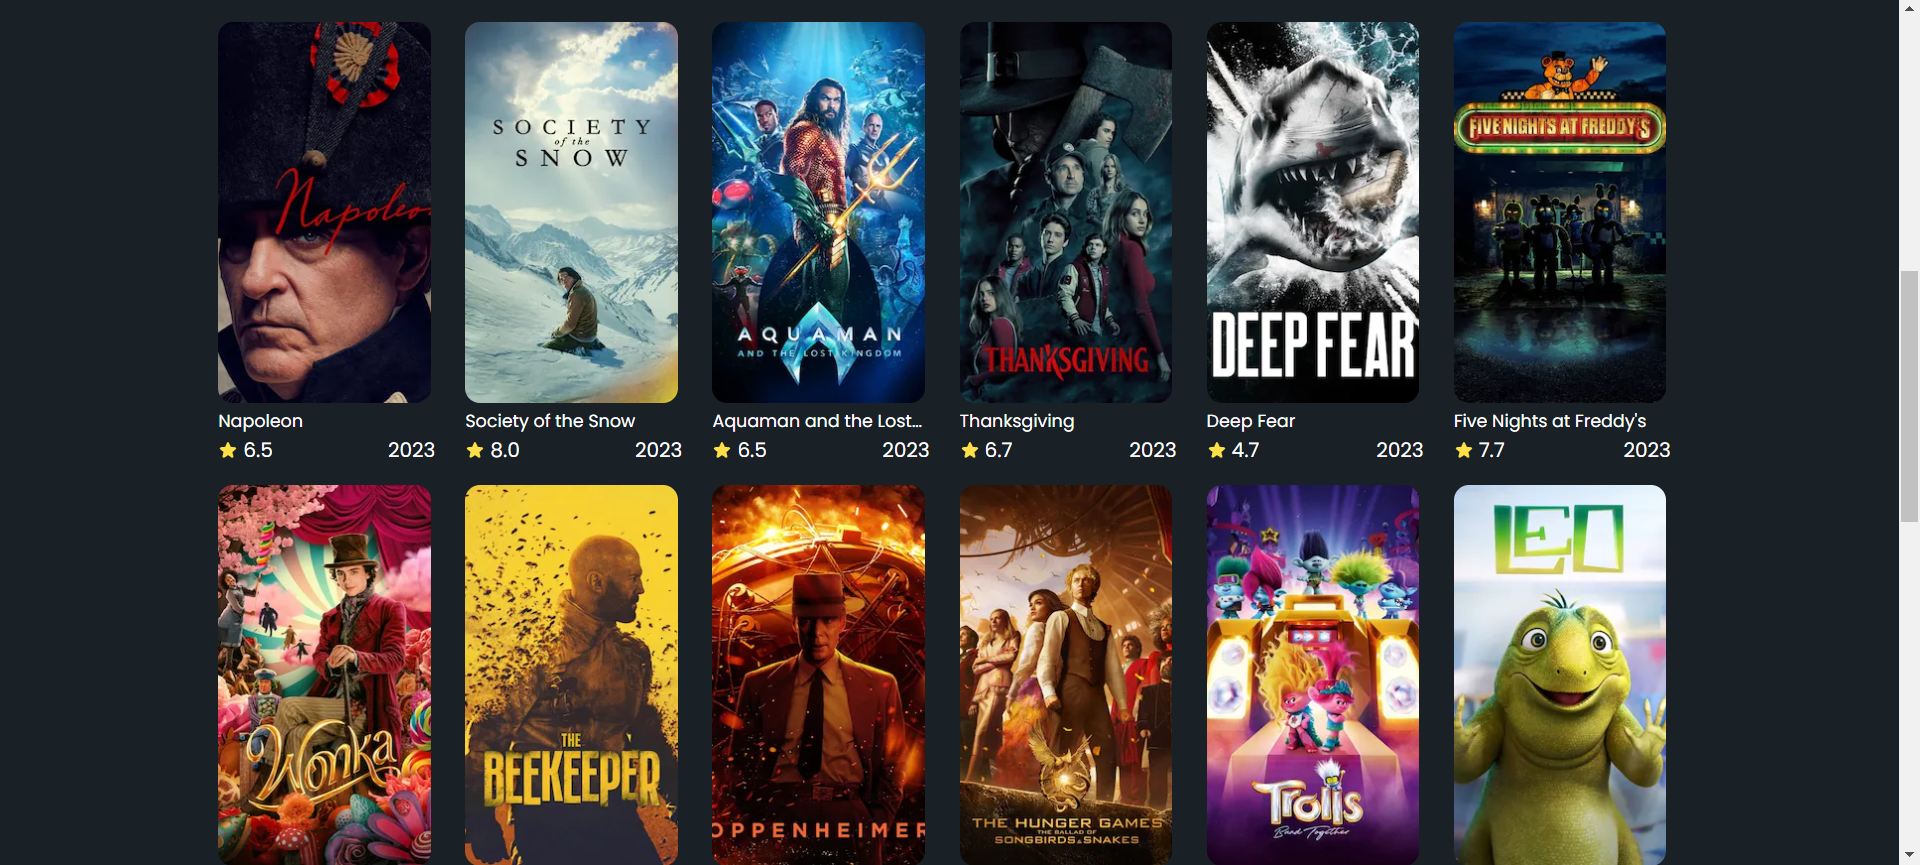 Napoleon
SOCIETY
of the
SNOW
AQUAMAN
AND THE LOST KINGDOM
THANKSGIVING
DEEP FEAR
FIVE NIGHTS AT FREDDY'S
Napoleon
6.5 2023
Society of the Snow
8.0 2023
Aquaman and the Lost...
6.5 2023
Thanksgiving
6.7 2023
Deep Fear
4.7 2023
Five Nights at Freddy's
7.7 2023
Wonka
THE
BEEKEEPER
OPPENHEIMER
THE HUNGER GAMES
THE BALLAD OF
SONGBIRDS & SNAKES
Trolls
Band Together
LEO